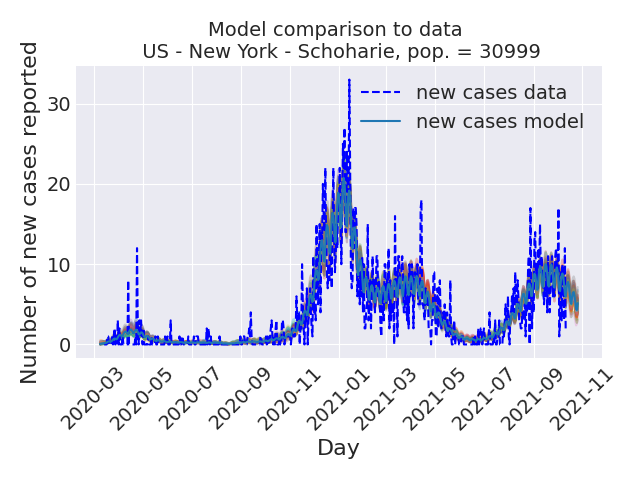 Model comparison to data
US - New York - Schoharie, pop. = 30999
Number of new cases reported
30
20
10
0
new cases data
new cases model
2020-03
2020-05
2020-07
2020-09
2020-11
2021-01
2021-03
2021-05
2021-07
2021-09
2021-11
Day